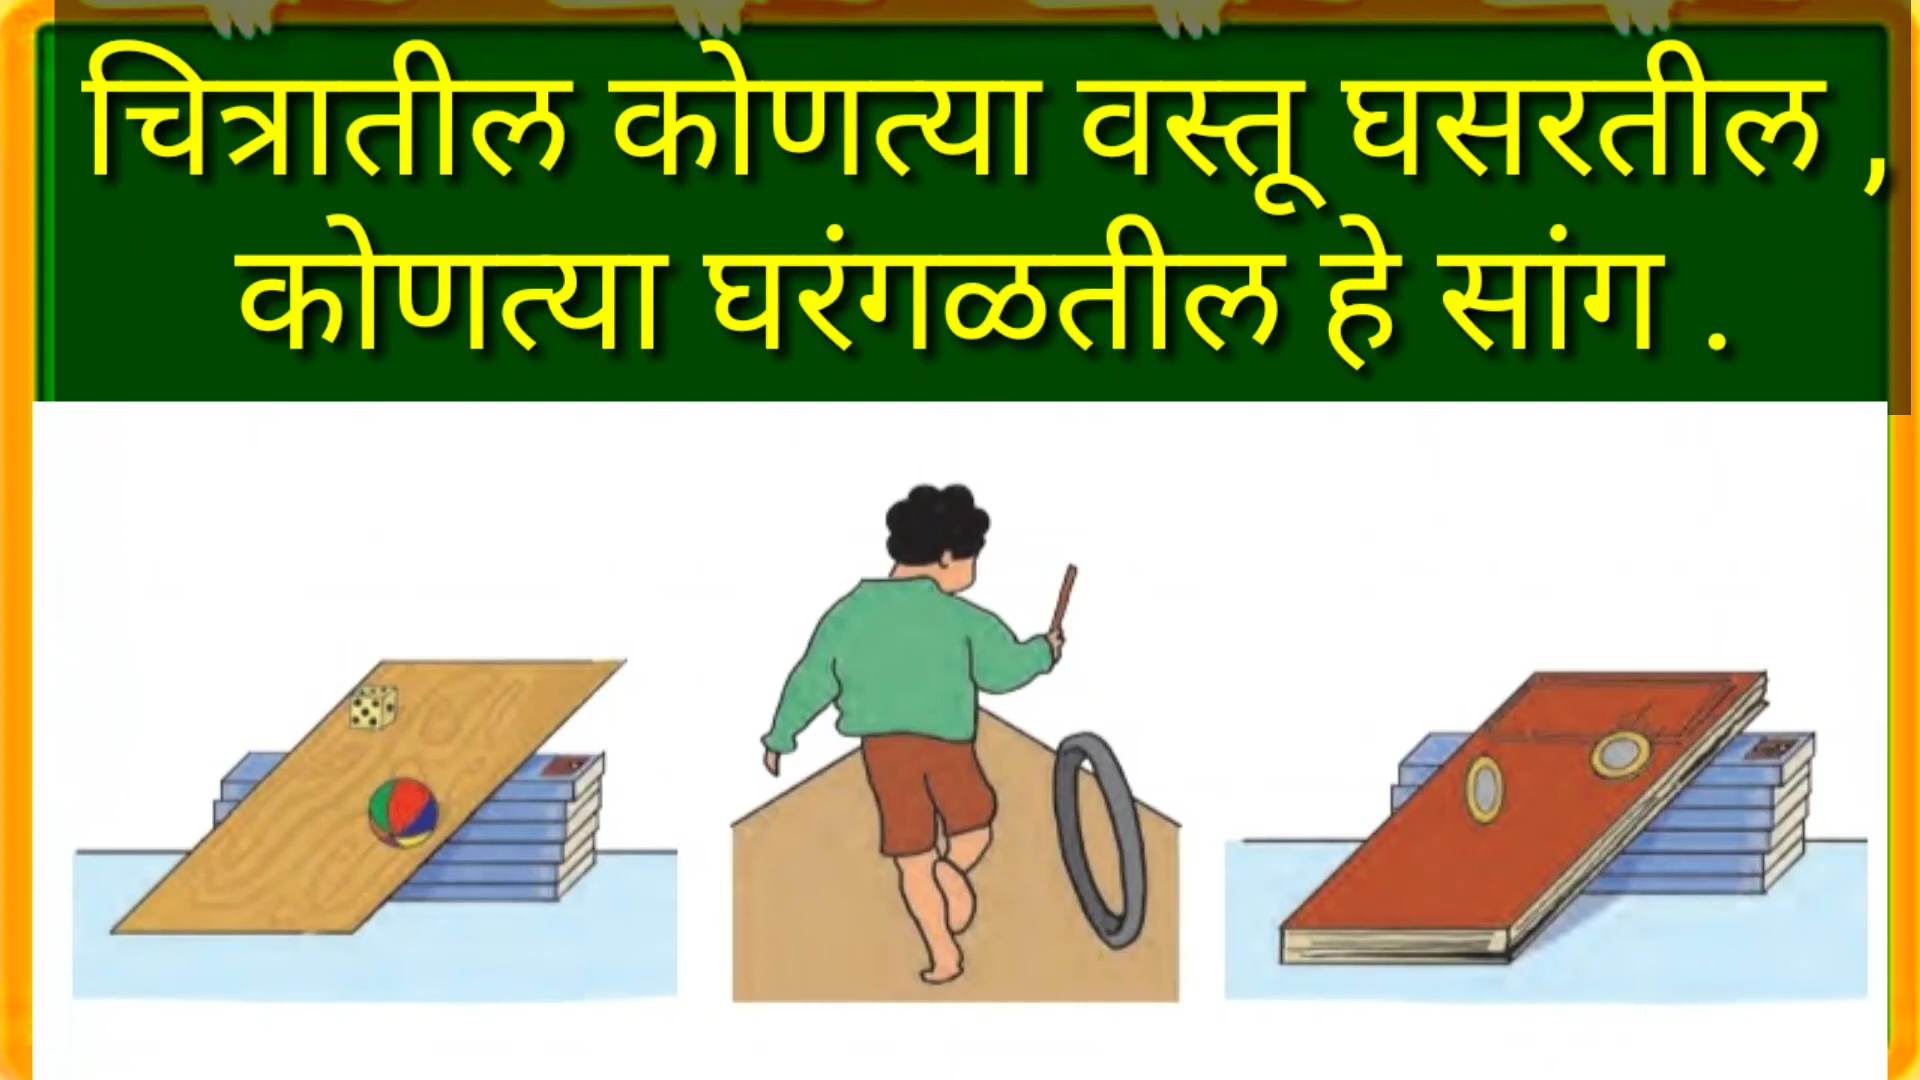 चित्रातील कोणत्या वस्तू घसरतील ,
कोणत्या घरंगळतील हे सांग .